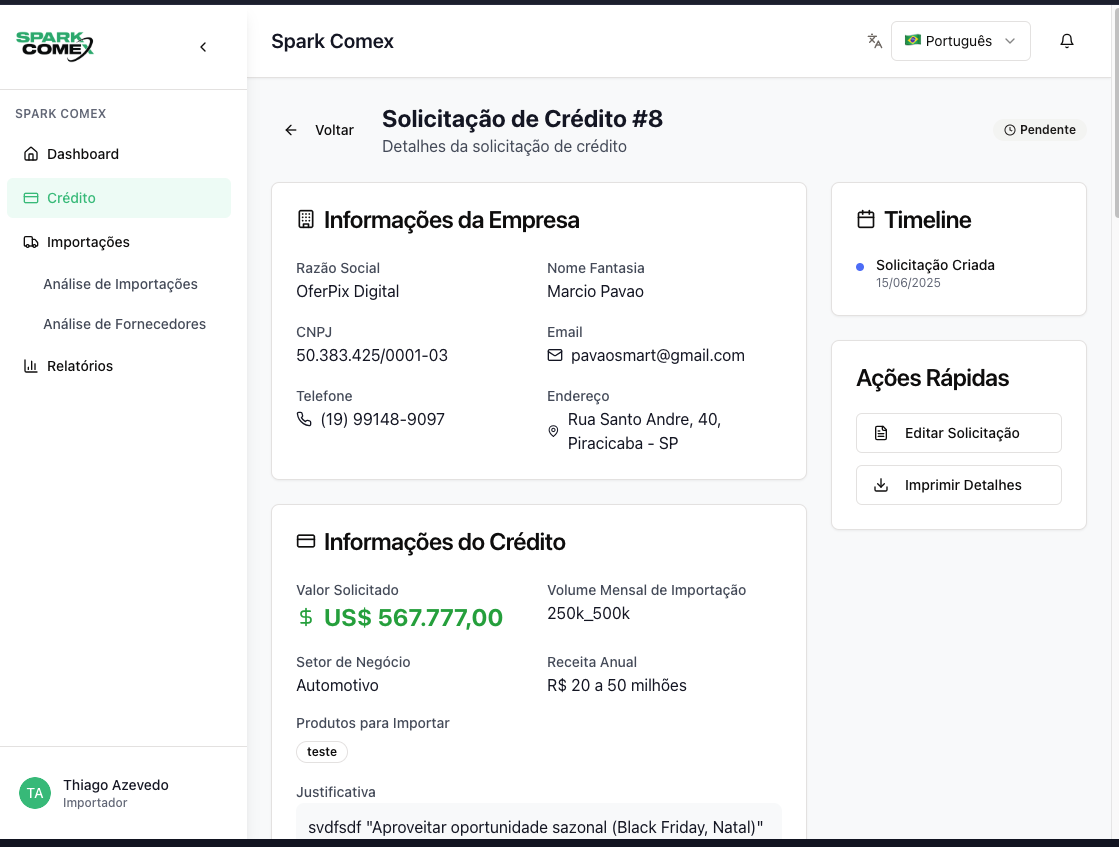 SPARK
COMEX
Spark Comex
Português
SPARK COMEX
Dashboard
Crédito
Importações
Análise de Importações
Análise de Fornecedores
Relatórios
TA
Thiago Azevedo
Importador
Voltar
Solicitação de Crédito #8
Detalhes da solicitação de crédito
Pendente
Informações da Empresa
Razão Social
OferPix Digital
Nome Fantasia
Marcio Pavao
CNPJ
50.383.425/0001-03
Email
pavaosmart@gmail.com
Telefone
(19) 99148-9097
Endereço
Rua Santo Andre, 40,
Piracicaba - SP
Informações do Crédito
Valor Solicitado
$ US$ 567.777,00
Volume Mensal de Importação
250k_500k
Setor de Negócio
Automotivo
Receita Anual
R$ 20 a 50 milhões
Produtos para Importar
teste
Justificativa
svdfsdf "Aproveitar oportunidade sazonal (Black Friday, Natal)"
Timeline
Solicitação Criada
15/06/2025
Ações Rápidas
Editar Solicitação
Imprimir Detalhes